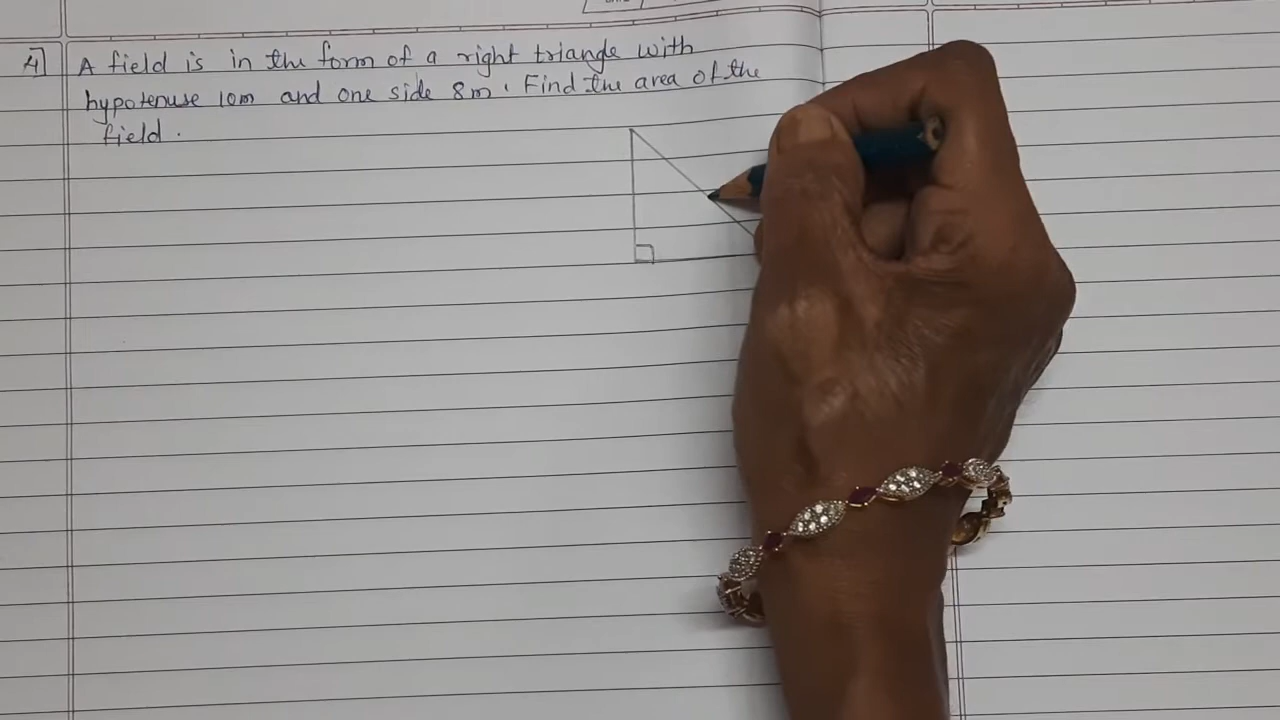 4] A field is in the form of a right triangle with
hypotenuse 10m and one side 8m. Find the area of the
field.